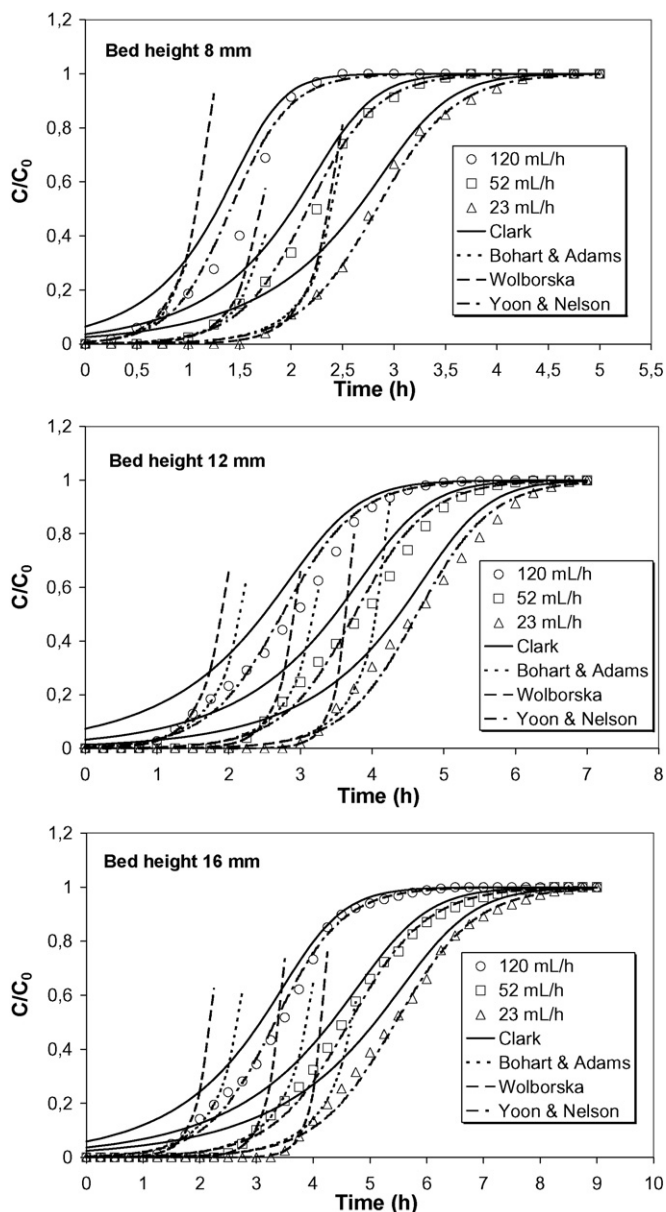 1,2
Bed height 8 mm
1
0,8
0,6
0,4
0,2
0
C/C0
120 mL/h
52 mL/h
23 mL/h
Clark
Bohart & Adams
Wolborska
Yoon & Nelson
0 0,5 1 1,5 2 2,5 3 3,5 4 4,5 5 5,5
Time (h)
1,2
Bed height 12 mm
1
0,8
0,6
0,4
0,2
0
C/C0
120 mL/h
52 mL/h
23 mL/h
Clark
Bohart & Adams
Wolborska
Yoon & Nelson
0 1 2 3 4 5 6 7 8
Time (h)
1,2
Bed height 16 mm
1
0,8
0,6
0,4
0,2
0
C/C0
120 mL/h
52 mL/h
23 mL/h
Clark
Bohart & Adams
Wolborska
Yoon & Nelson
0 1 2 3 4 5 6 7 8 9 10
Time (h)